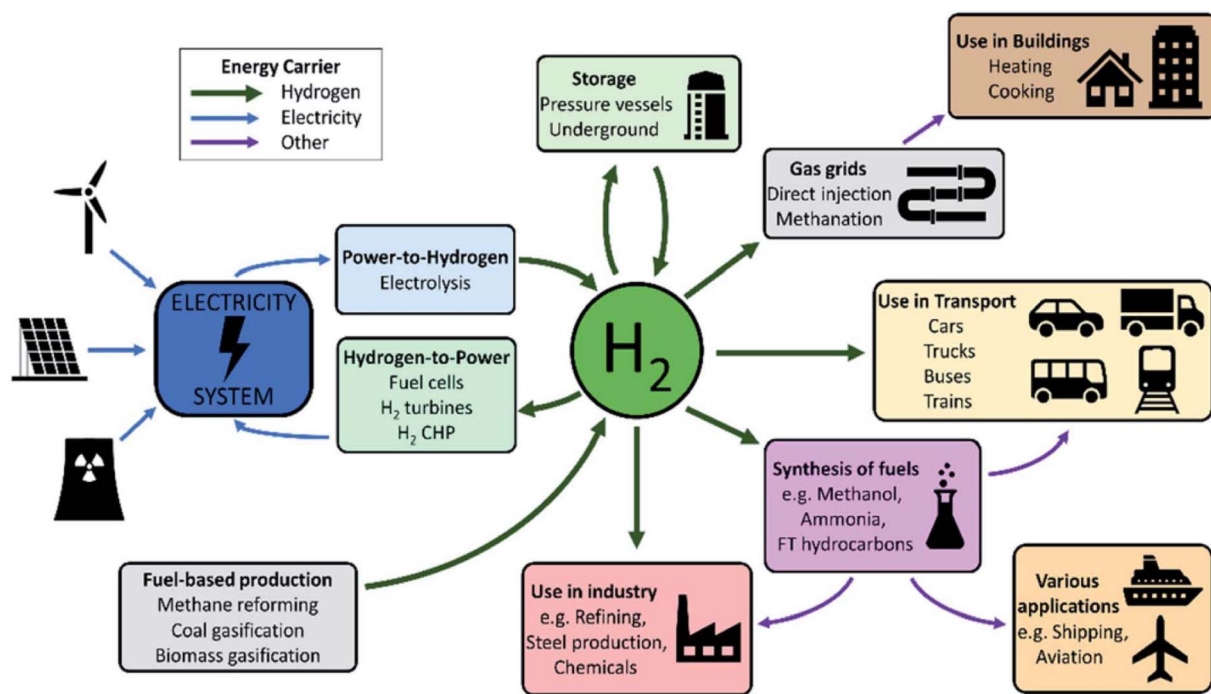 Energy Carrier
Hydrogen
Electricity
Other
Storage
Pressure vessels
Underground
Use in Buildings
Heating
Cooking
Gas grids
Direct injection
Methanation
Power-to-Hydrogen
Electrolysis
ELECTRICITY
SYSTEM
Hydrogen-to-Power
Fuel cells
H₂ turbines
H₂ CHP
H₂
Use in Transport
Cars
Trucks
Buses
Trains
Synthesis of fuels
e.g. Methanol,
Ammonia,
FT hydrocarbons
Fuel-based production
Methane reforming
Coal gasification
Biomass gasification
Use in industry
e.g. Refining,
Steel production,
Chemicals
Various
applications
e.g. Shipping,
Aviation